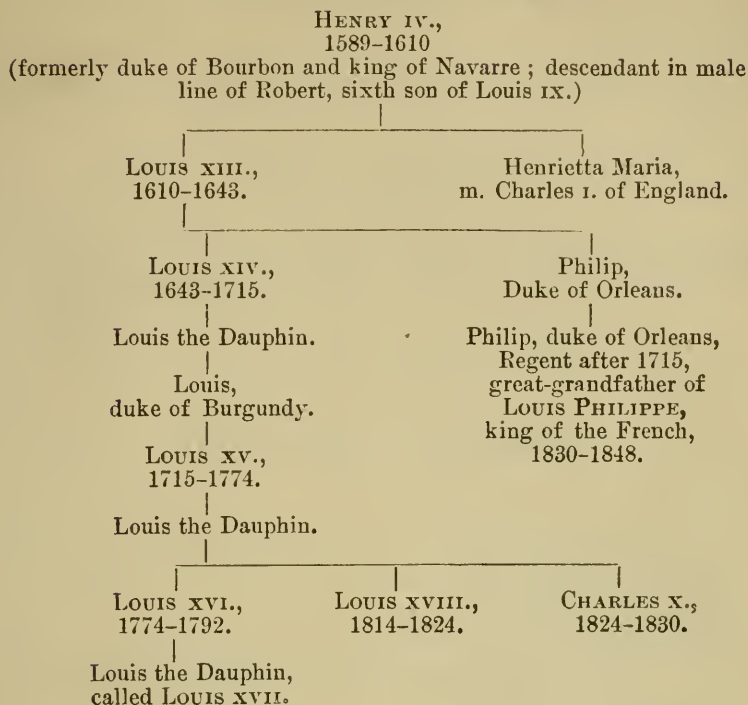 HENRY IV.,
1589-1610
(formerly duke of Bourbon and king of Navarre ; descendant in male
line of Robert, sixth son of Louis IX.)
LOUIS XIII.,
1610-1643.
Henrietta Maria,
m. Charles I. of England.
LOUIS XIV.,
1643-1715.
Philip,
Duke of Orleans.
Louis the Dauphin.
Louis,
duke of Burgundy.
Philip, duke of Orleans,
Regent after 1715,
great-grandfather of
LOUIS PHILIPPE,
king of the French,
1830-1848.
LOUIS XV.,
1715-1774.
Louis the Dauphin.
LOUIS XVI.,
1774-1792.
LOUIS XVIII.,
1814-1824.
CHARLES X.,
1824-1830.
Louis the Dauphin,
called LOUIS XVII.